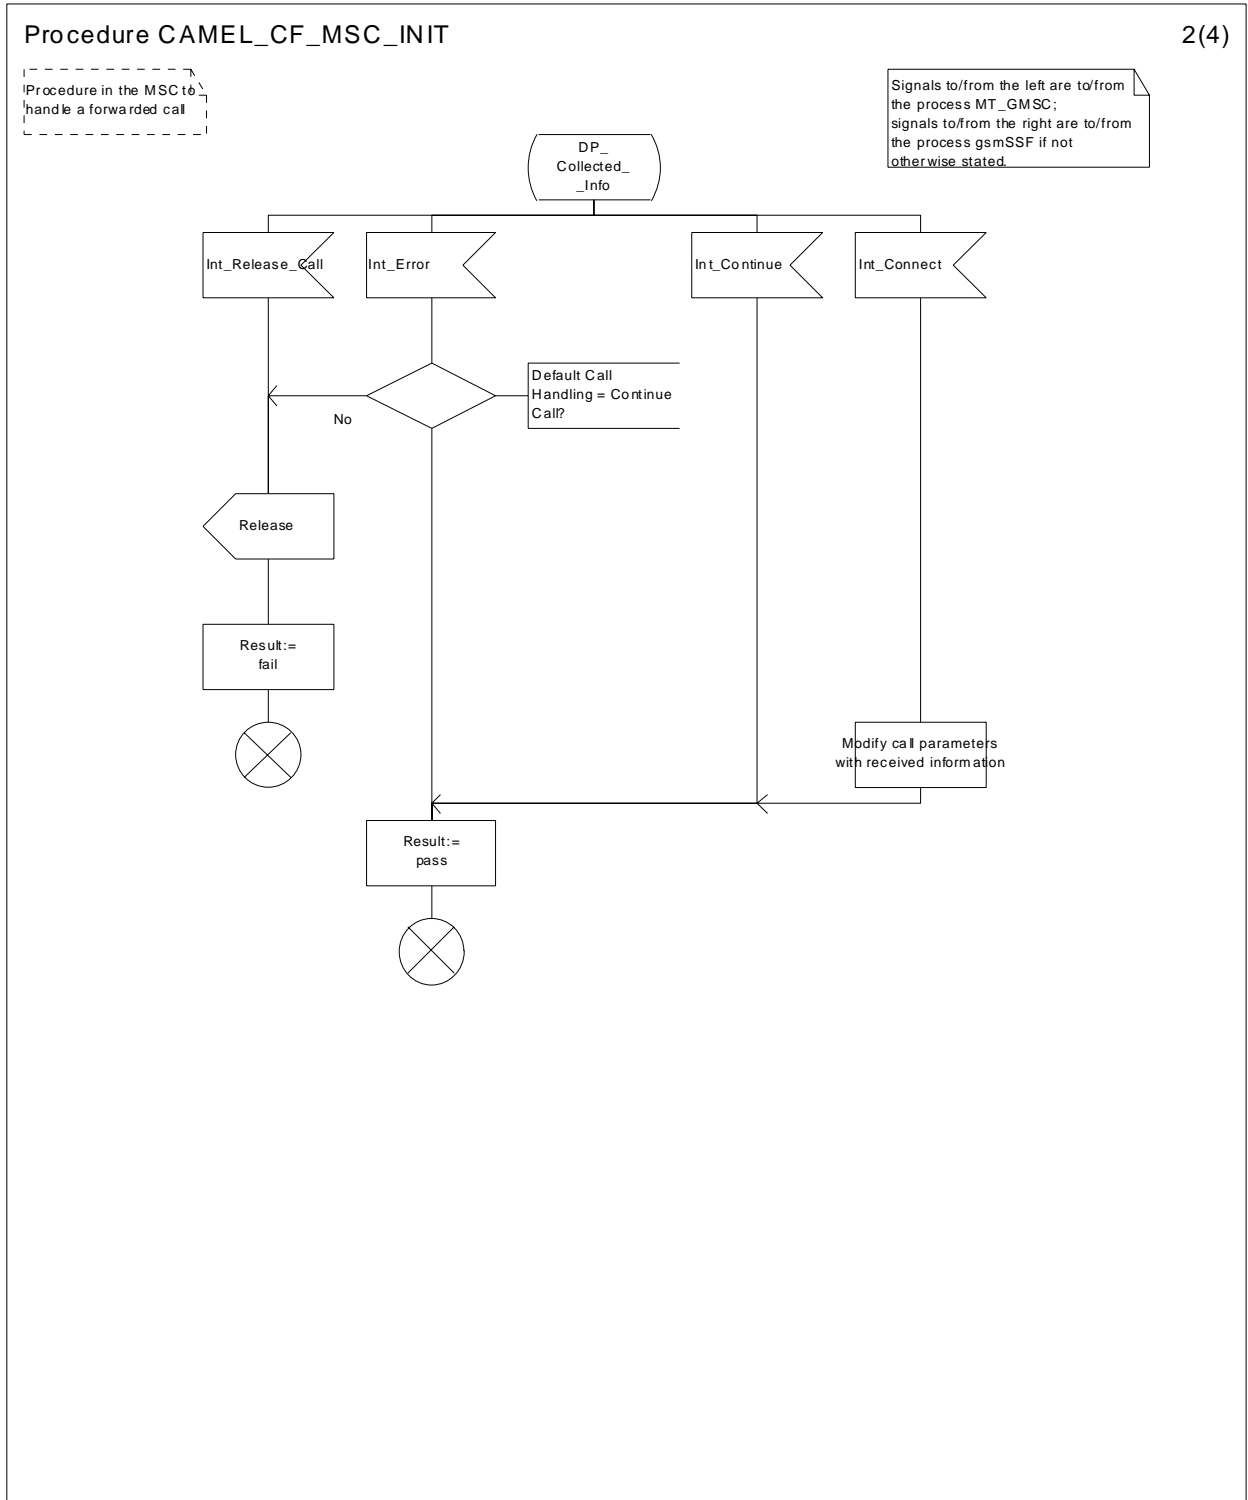 Procedure CAMEL_CF_MSC_INIT
2(4)
Procedure in the MSC to
handle a forwarded call
Signals to/from the left are to/from
the process MT_GMSC;
signals to/from the right are to/from
the process gsmSSF if not
otherwise stated.
DP_
Collected_
_Info
Int_Release_Call
Int_Error
Int_Continue
Int_Connect
Default Call
Handling = Continue
Call?
No
Release
Result:=
fail
Modify call parameters
with received information
Result:=
pass